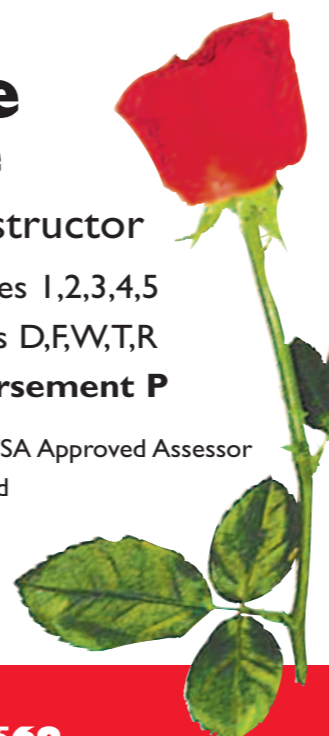 e
e
structor
es 1,2,3,4,5
s D,F,W,T,R
rsement P
SA Approved Assessor
d